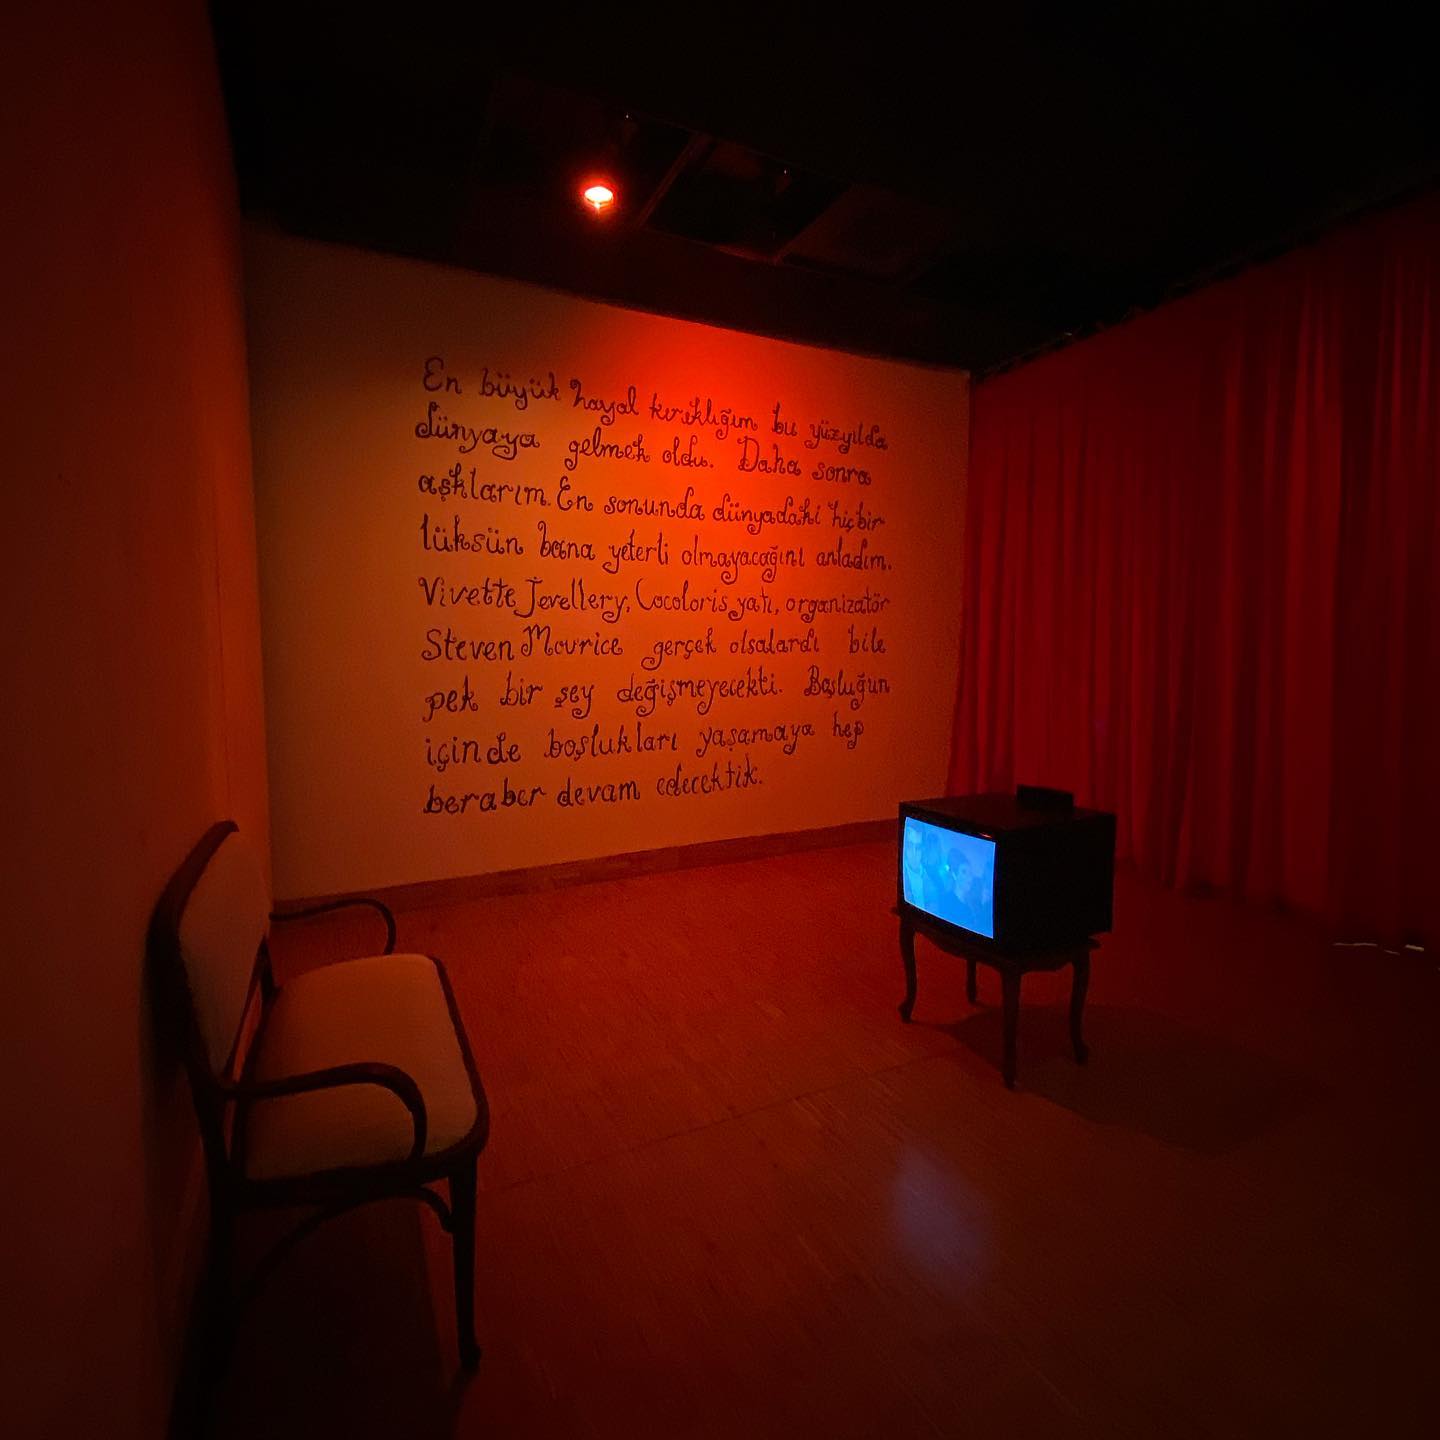 En büyük hayal kırıklığım bu yüzyılda
dünyaya gelmek oldu. Daha sonra
aşklarım. En sonunda dünyadaki hiçbir
lüksün bana yeterli olmayacağını anladım.
Vivette Jevellery, Cocoloris yatı, organizatör
Steven Mourice gerçek olsalardı bile
pek bir şey değişmeyecekti. Boşluğun
içinde boşlukları yaşamaya hep
beraber devam edecektik.